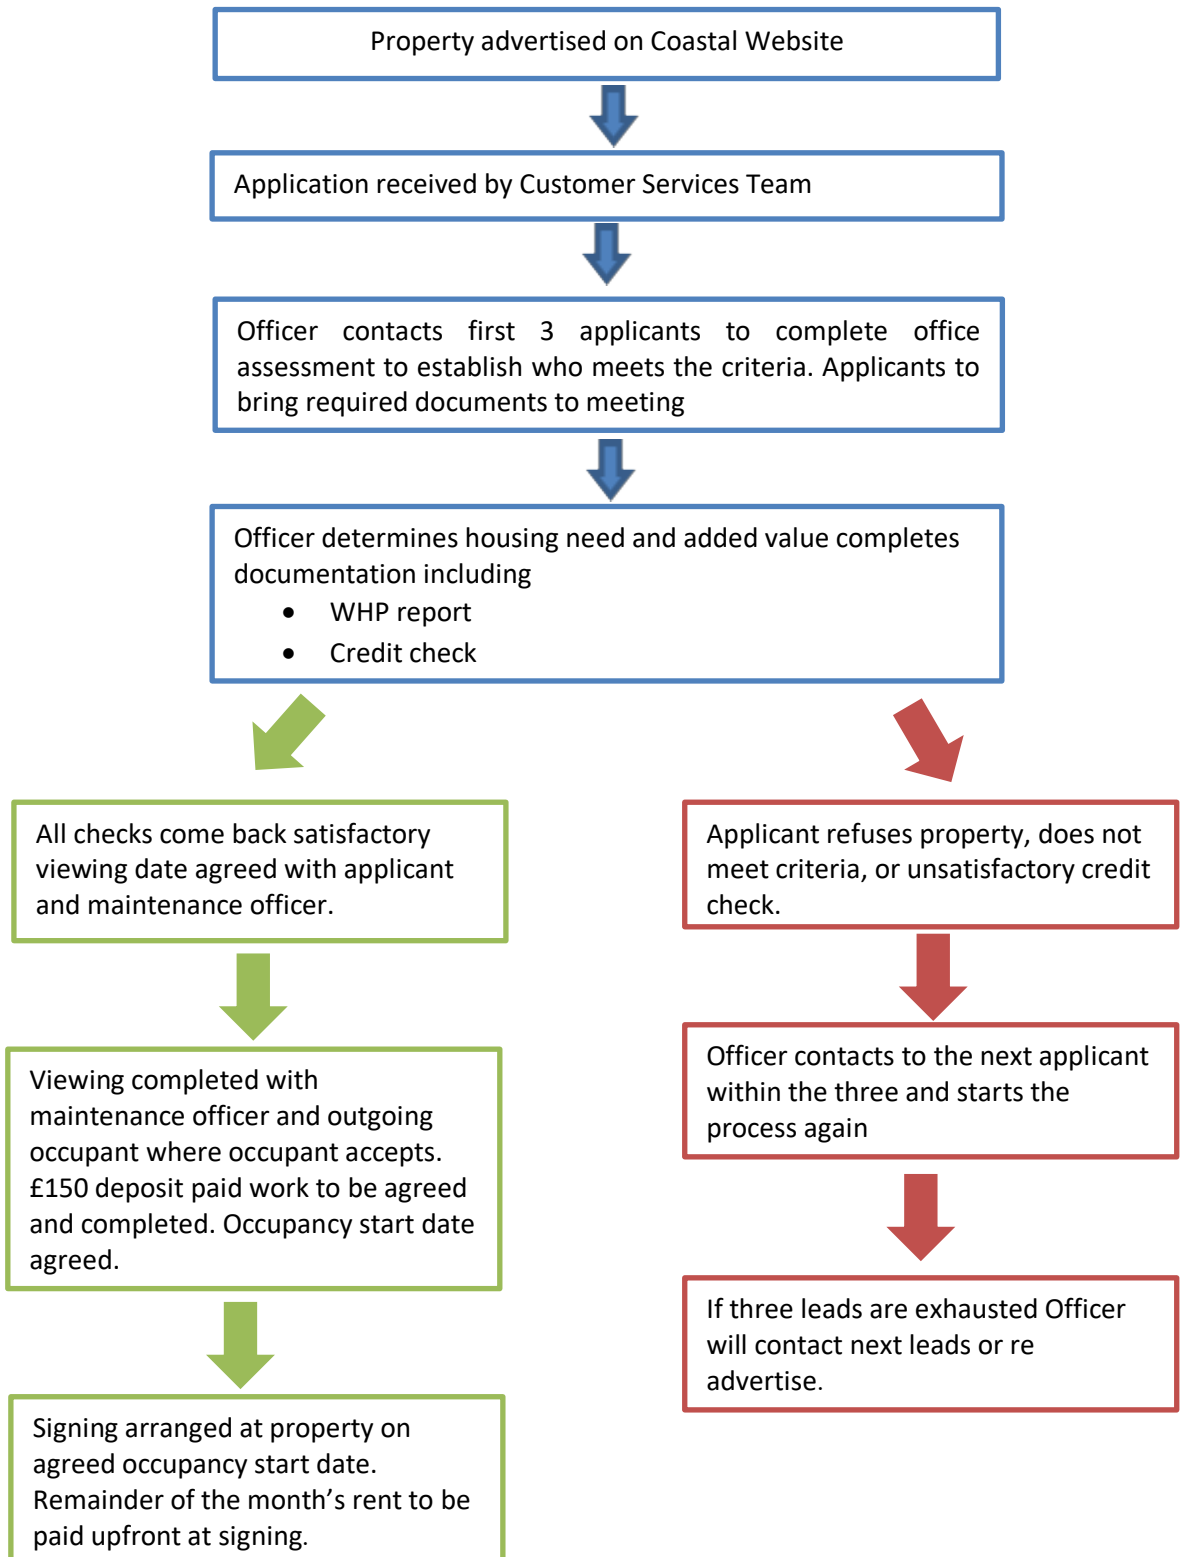 Property advertised on Coastal Website
Application received by Customer Services Team
Officer contacts first 3 applicants to complete office
assessment to establish who meets the criteria. Applicants to
bring required documents to meeting
Officer determines housing need and added value completes
documentation including
• WHP report
• Credit check
All checks come back satisfactory
viewing date agreed with applicant
and maintenance officer.
Viewing completed with
maintenance officer and outgoing
occupant where occupant accepts.
£150 deposit paid work to be agreed
and completed. Occupancy start date
agreed.
Signing arranged at property on
agreed occupancy start date.
Remainder of the month’s rent to be
paid upfront at signing.
Applicant refuses property, does not
meet criteria, or unsatisfactory credit
check.
Officer contacts to the next applicant
within the three and starts the
process again
If three leads are exhausted Officer
will contact next leads or re
advertise.